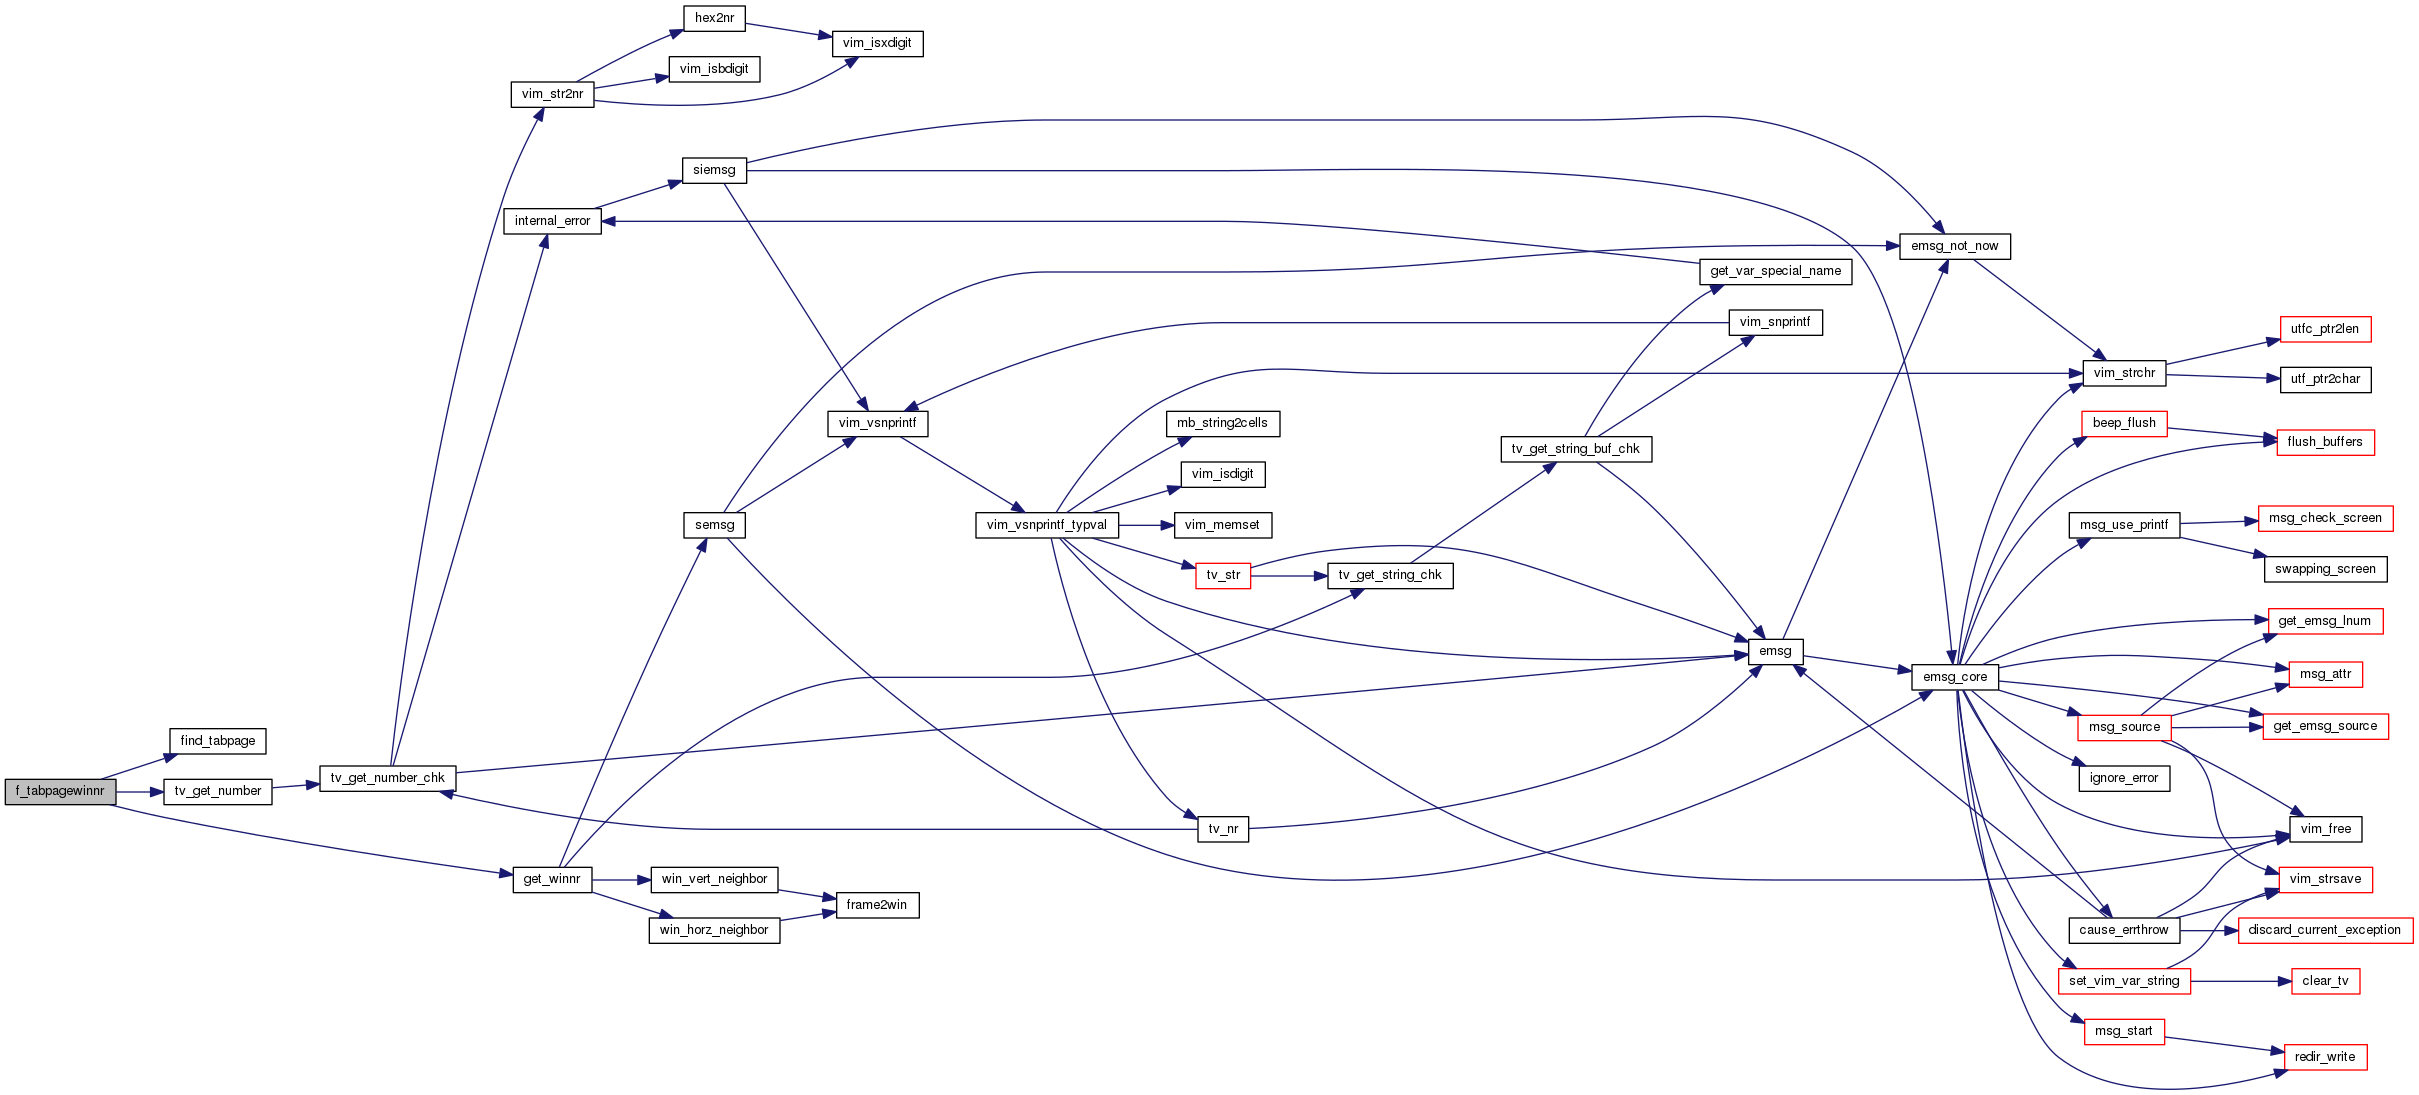 hex2nr
vim_isxdigit
vim_isbdigit
vim_str2nr
siemsg
internal_error
emsg_not_now
get_var_special_name
vim_snprintf
utfc_ptr2len
vim_strchr
utf_ptr2char
vim_vsnprintf
mb_string2cells
beep_flush
flush_buffers
tv_get_string_buf_chk
vim_isdigit
semsg
vim_vsnprintf_typval
vim_memset
msg_use_printf
msg_check_screen
swapping_screen
tv_str
tv_get_string_chk
get_emsg_lnum
emsg
emsg_core
msg_attr
msg_source
get_emsg_source
find_tabpage
ignore_error
f_tabpagewinnr
tv_get_number
tv_get_number_chk
tv_nr
vim_free
get_winnr
win_vert_neighbor
vim_strsave
frame2win
win_horz_neighbor
cause_errthrow
discard_current_exception
set_vim_var_string
clear_tv
msg_start
redir_write